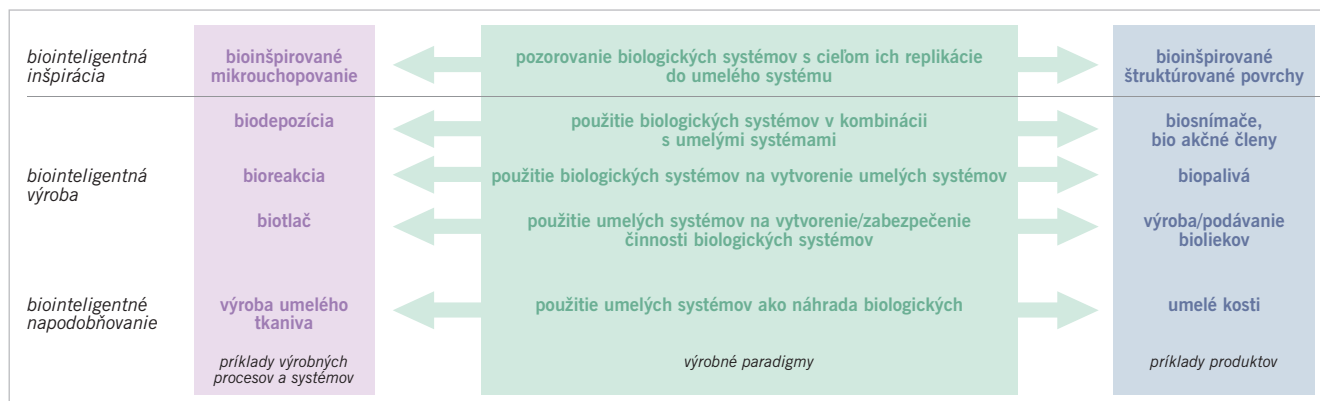 biointeligentná
inšpirácia
bioinšpirované
mikrouchopovanie
pozorovanie biologických systémov s cieľom ich replikácie
do umelého systému
bioinšpirované
štruktúrované povrchy
biointeligentná
výroba
biodepozícia
použitie biologických systémov v kombinácii
s umelými systémami
biosnímače,
bio akčné členy
bioreakcia
použitie biologických systémov na vytvorenie umelých systémov
biopalivá
biotlač
použitie umelých systémov na vytvorenie/zabezpečenie
činnosti biologických systémov
výroba/podávanie
bioliekov
biointeligentné
napodobňovanie
výroba umelého
tkaniva
použitie umelých systémov ako náhrada biologických
umelé kosti
príklady výrobných
procesov a systémov
výrobné paradigmy
príklady produktov